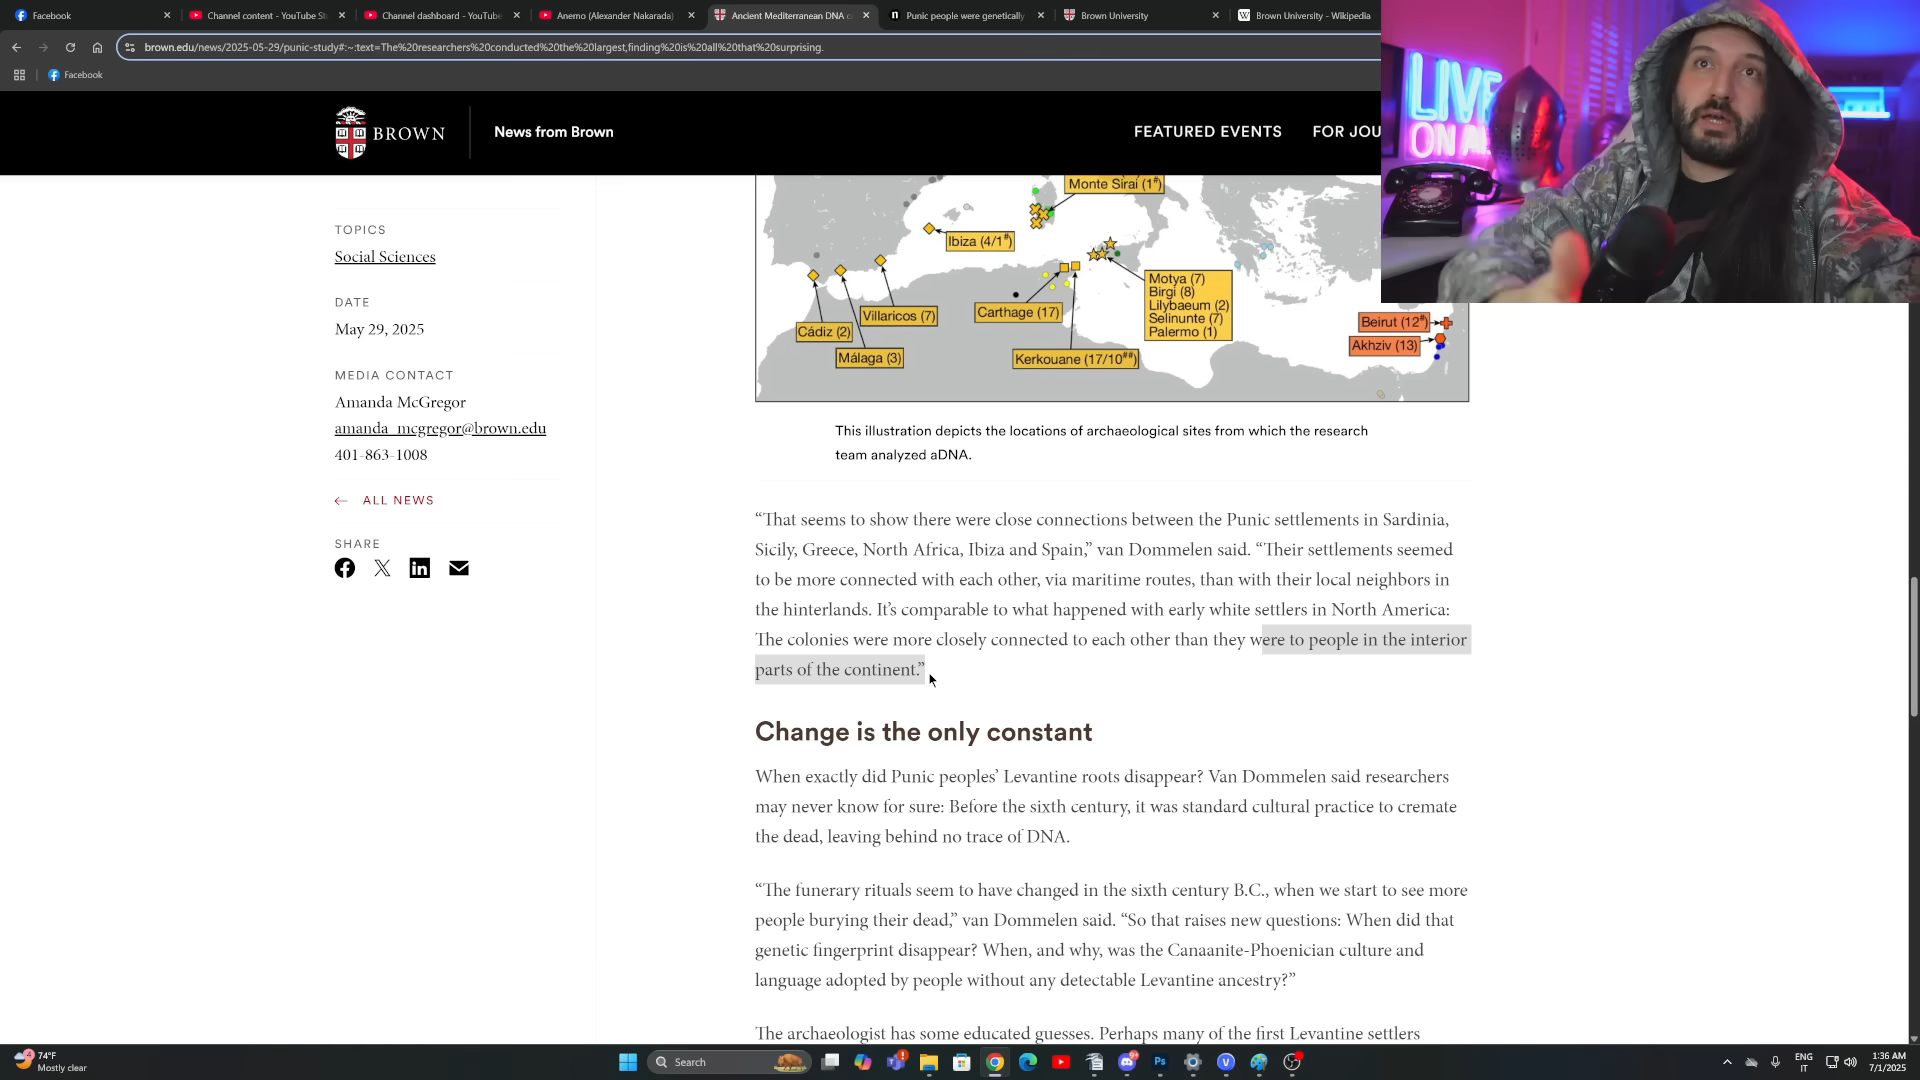 Facebook
Channel content - YouTube St
Channel dashboard - YouTube
Anemo (Alexander Nakarada)
Ancient Mediterranean DNA c
Punic people were genetically
Brown University
Brown University - Wikipedia
brown.edu/news/2025-05-29/punic-study#:~:text=The%20researchers%20conducted%20the%20largest,finding%20is%20all%20that%20surprising.
Facebook
BROWN
News from Brown
FEATURED EVENTS
FOR JOU
LIVE
ON A
TOPICS
Social Sciences
DATE
May 29, 2025
MEDIA CONTACT
Amanda McGregor
amanda_mcgregor@brown.edu
401-863-1008
ALL NEWS
SHARE
Monte Sirai (1#)
Ibiza (4/1#)
Villaricos (7)
Cádiz (2)
Málaga (3)
Carthage (17)
Kerkouane (17/10##)
Motya (7)
Birgi (8)
Lilybaeum (2)
Selinunte (7)
Palermo (1)
Beirut (12#)
Akhziv (13)
This illustration depicts the locations of archaeological sites from which the research
team analyzed aDNA.
“That seems to show there were close connections between the Punic settlements in Sardinia,
Sicily, Greece, North Africa, Ibiza and Spain,” van Dommelen said. “Their settlements seemed
to be more connected with each other, via maritime routes, than with their local neighbors in
the hinterlands. It’s comparable to what happened with early white settlers in North America:
The colonies were more closely connected to each other than they were to people in the interior
parts of the continent.”
Change is the only constant
When exactly did Punic peoples’ Levantine roots disappear? Van Dommelen said researchers
may never know for sure: Before the sixth century, it was standard cultural practice to cremate
the dead, leaving behind no trace of DNA.
“The funerary rituals seem to have changed in the sixth century B.C., when we start to see more
people burying their dead,” van Dommelen said. “So that raises new questions: When did that
genetic fingerprint disappear? When, and why, was the Canaanite-Phoenician culture and
language adopted by people without any detectable Levantine ancestry?”
The archaeologist has some educated guesses. Perhaps many of the first Levantine settlers
74°F
Mostly clear
Search
ENG
IT
1:36 AM
7/1/2025